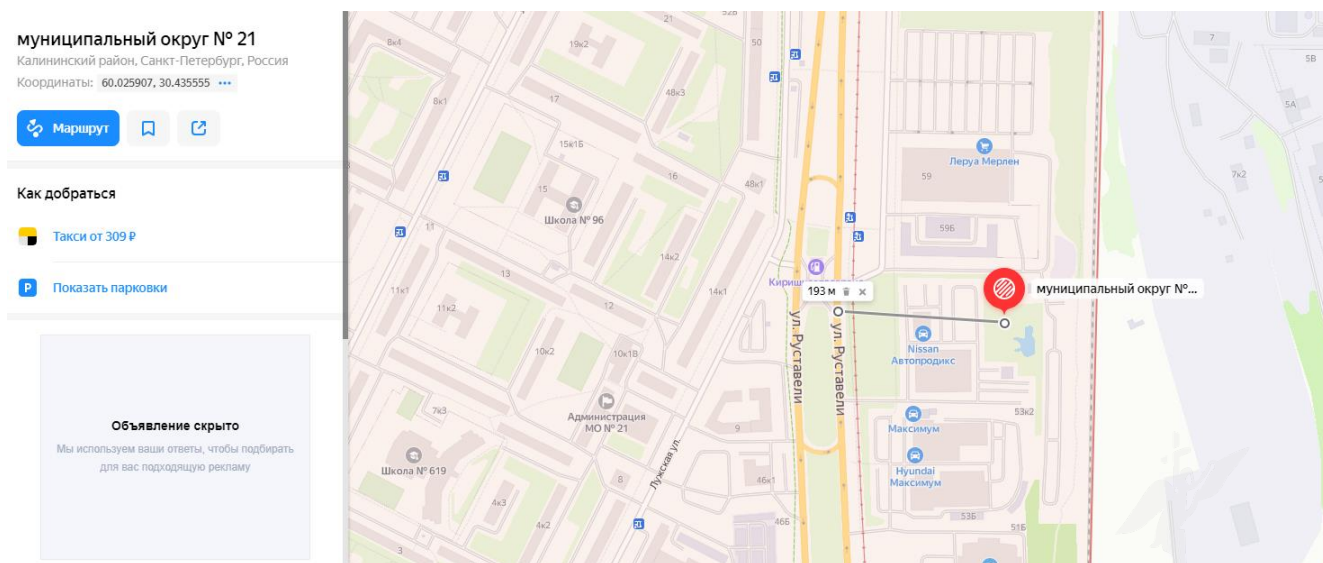 муниципальный округ № 21
Калининский район, Санкт-Петербург, Россия
Координаты: 60.025907, 30.435555 •••
Маршрут
Как добраться
Такси от 309 ₽
P Показать парковки
Объявление скрыто
Мы используем ваши ответы, чтобы подбирать
для вас подходящую рекламу
21
52Б
8к4
19к2
50
7
5В
48к3
8к1
17
5А
15к1Б
Леруа Мерлен
16
59
7к2
48к1
15
Школа № 96
11
59Б
14к2
13
193 м
муниципальный округ №...
11к1
14к1
11к2
12
ул. Руставели
ул. Руставели
Nissan
Автопродикс
10к2
10к1В
Администрация
МО № 21
7к3
53к2
Максимум
9
Лужская ул.
Школа № 619
8
46к1
Hyundai
Максимум
4к3
4к2
46Б
53Б
51Б
3